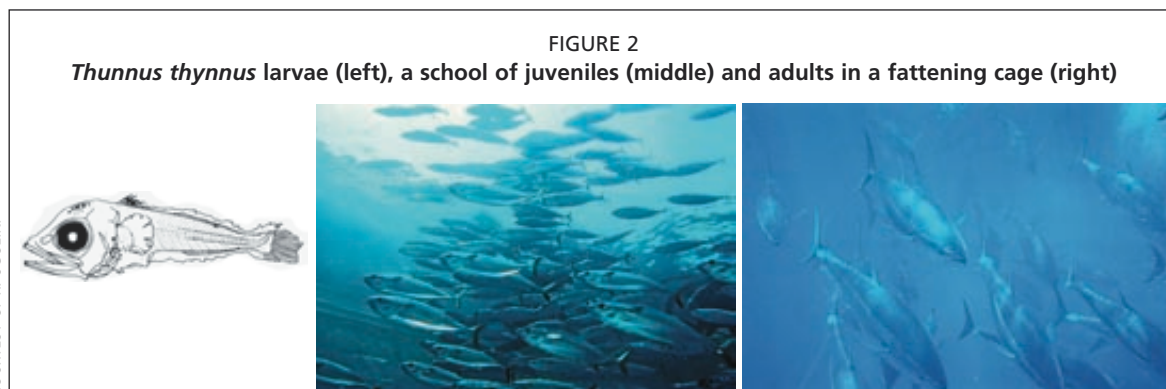 FIGURE 2
Thunnus thynnus larvae (left), a school of juveniles (middle) and adults in a fattening cage (right)